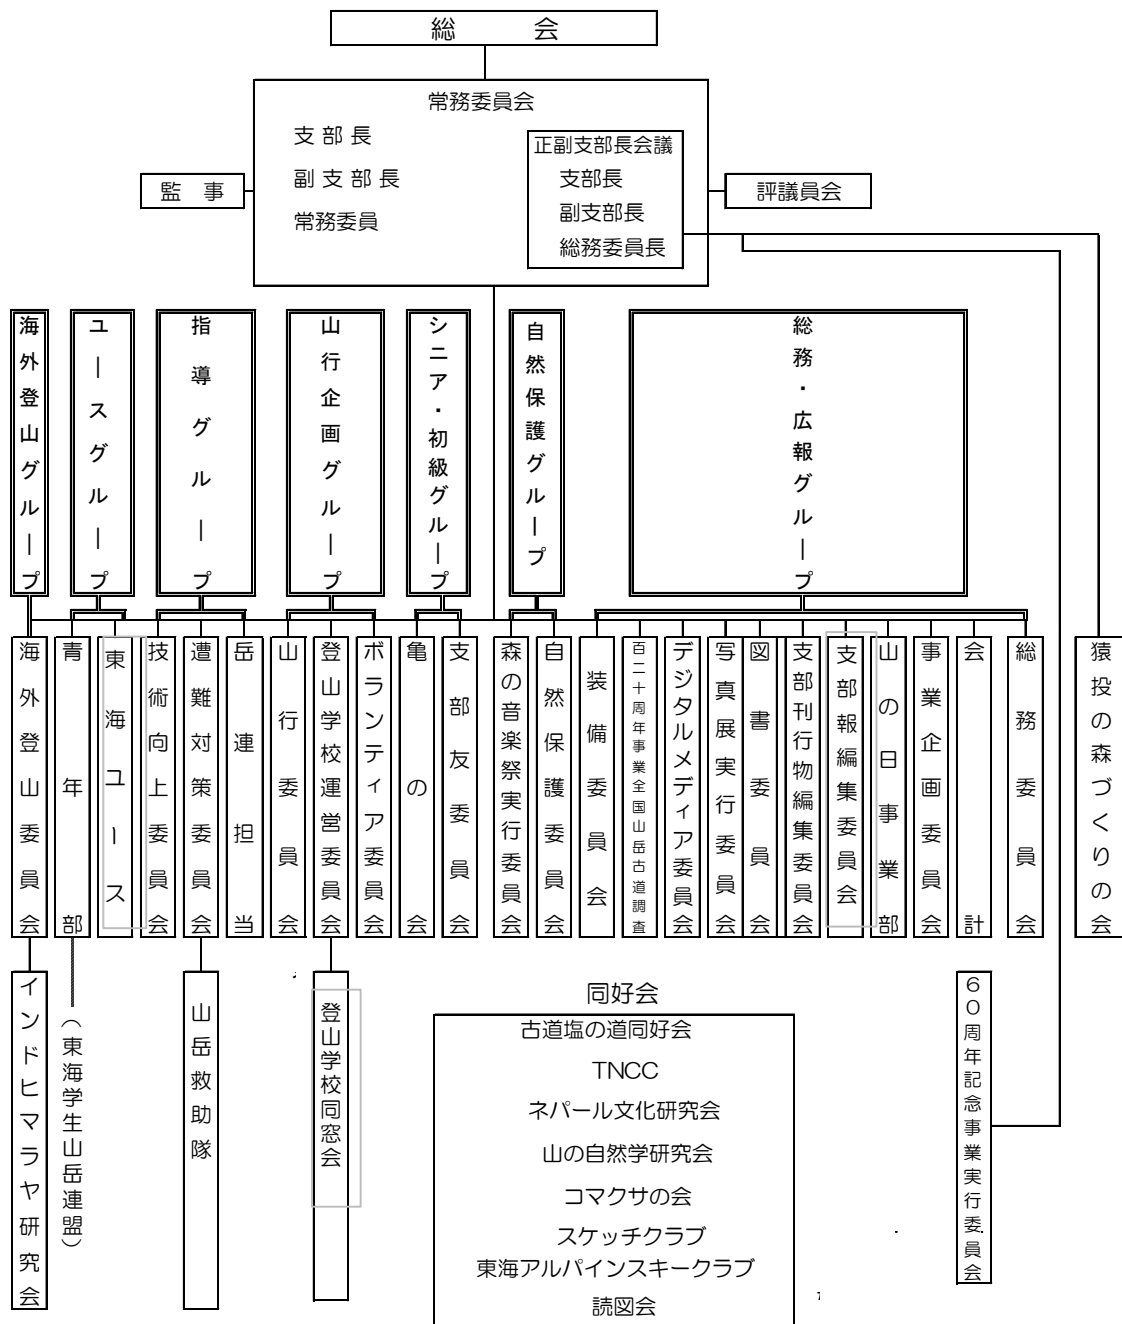 総会
常務委員会
支部長
副支部長
常務委員
正副支部長会議
支部長
副支部長
総務委員長
監事
評議員会
海外登山グループ
ユースグループ
指導グループ
山行企画グループ
シニア・初級グループ
自然保護グループ
総務・広報グループ
海外登山委員会
青年部
東海ユース
技術向上委員会
遭難対策委員会
岳連担当
山行委員会
登山学校運営委員会
ボランティア委員会
亀の会
支部友委員会
森の音楽祭実行委員会
自然保護委員会
装備委員会
百二十周年事業全国山岳古道調査
デジタルメディア委員会
写真展実行委員会
図書委員会
支部刊行物編集委員会
支部報編集委員会
山の日事業部
事業企画委員会
会計
総務委員会
猿投の森づくりの会
インドヒマラヤ研究会
（東海学生山岳連盟）
山岳救助隊
登山学校同窓会
同好会
古道塩の道同好会
TNCC
ネパール文化研究会
山の自然学研究会
コマクサの会
スケッチクラブ
東海アルパインスキークラブ
読図会
60周年記念事業実行委員会